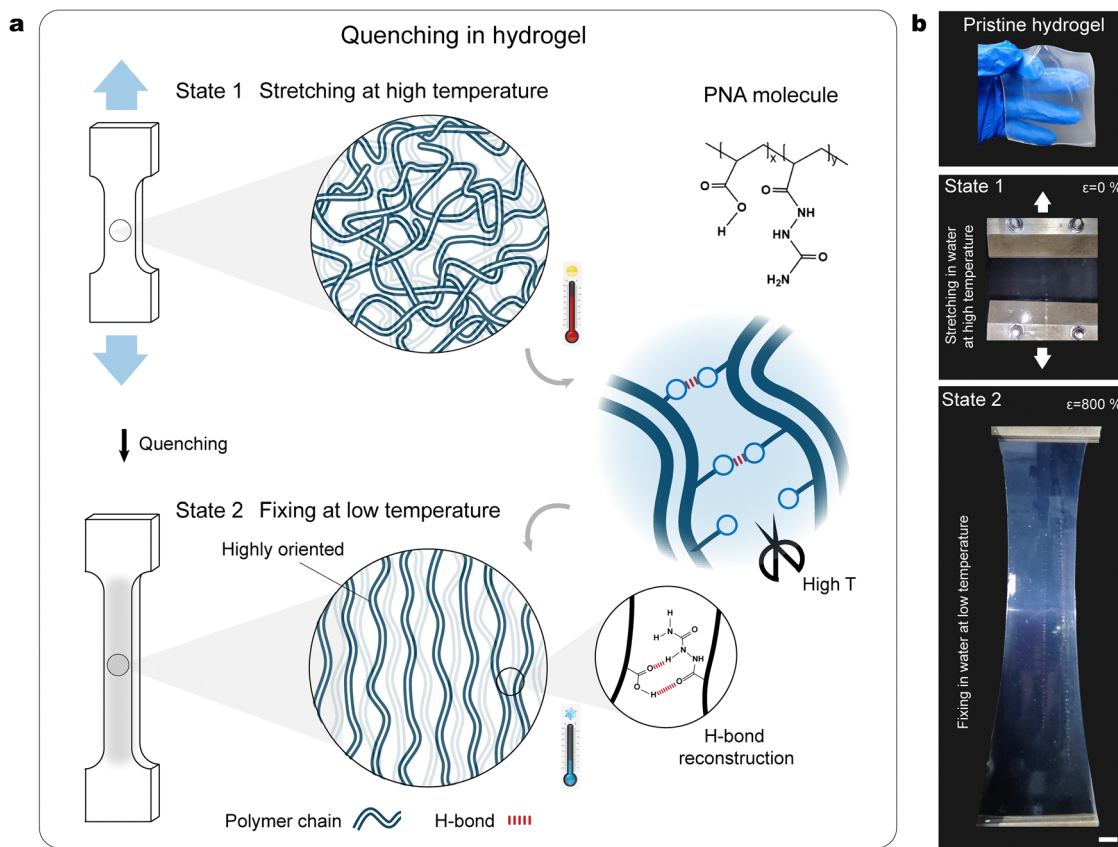 a
Quenching in hydrogel
State 1 Stretching at high temperature
PNA molecule
x
y
O
O
H
O
NH
HN
O
H₂N
Quenching
High T
State 2 Fixing at low temperature
Highly oriented
H
H
N
O
H
N
NH
O
O
H
O
H-bond
reconstruction
Polymer chain
H-bond
b
Pristine hydrogel
State 1
ε=0 %
Stretching in water
at high temperature
State 2
ε=800 %
Fixing in water at low temperature